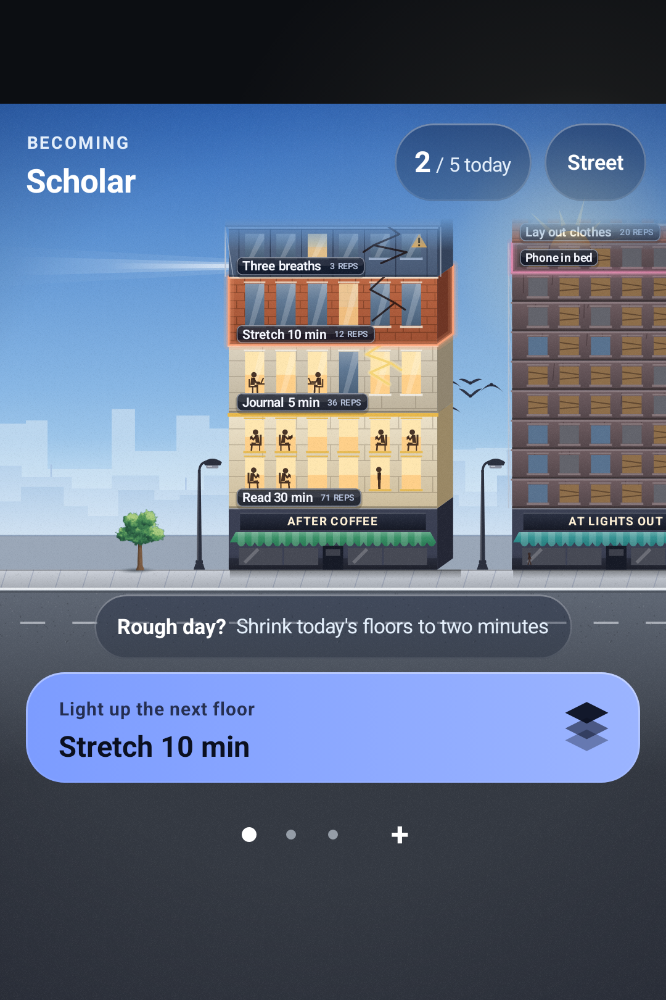 BECOMING
Scholar
2 / 5 today
Street
Three breaths 3 REPS
Stretch 10 min 12 REPS
Journal 5 min 36 REPS
Read 30 min 71 REPS
AFTER COFFEE
Lay out clothes 20 REPS
Phone in bed
AT LIGHTS OUT
Rough day? Shrink today's floors to two minutes
Light up the next floor
Stretch 10 min
+